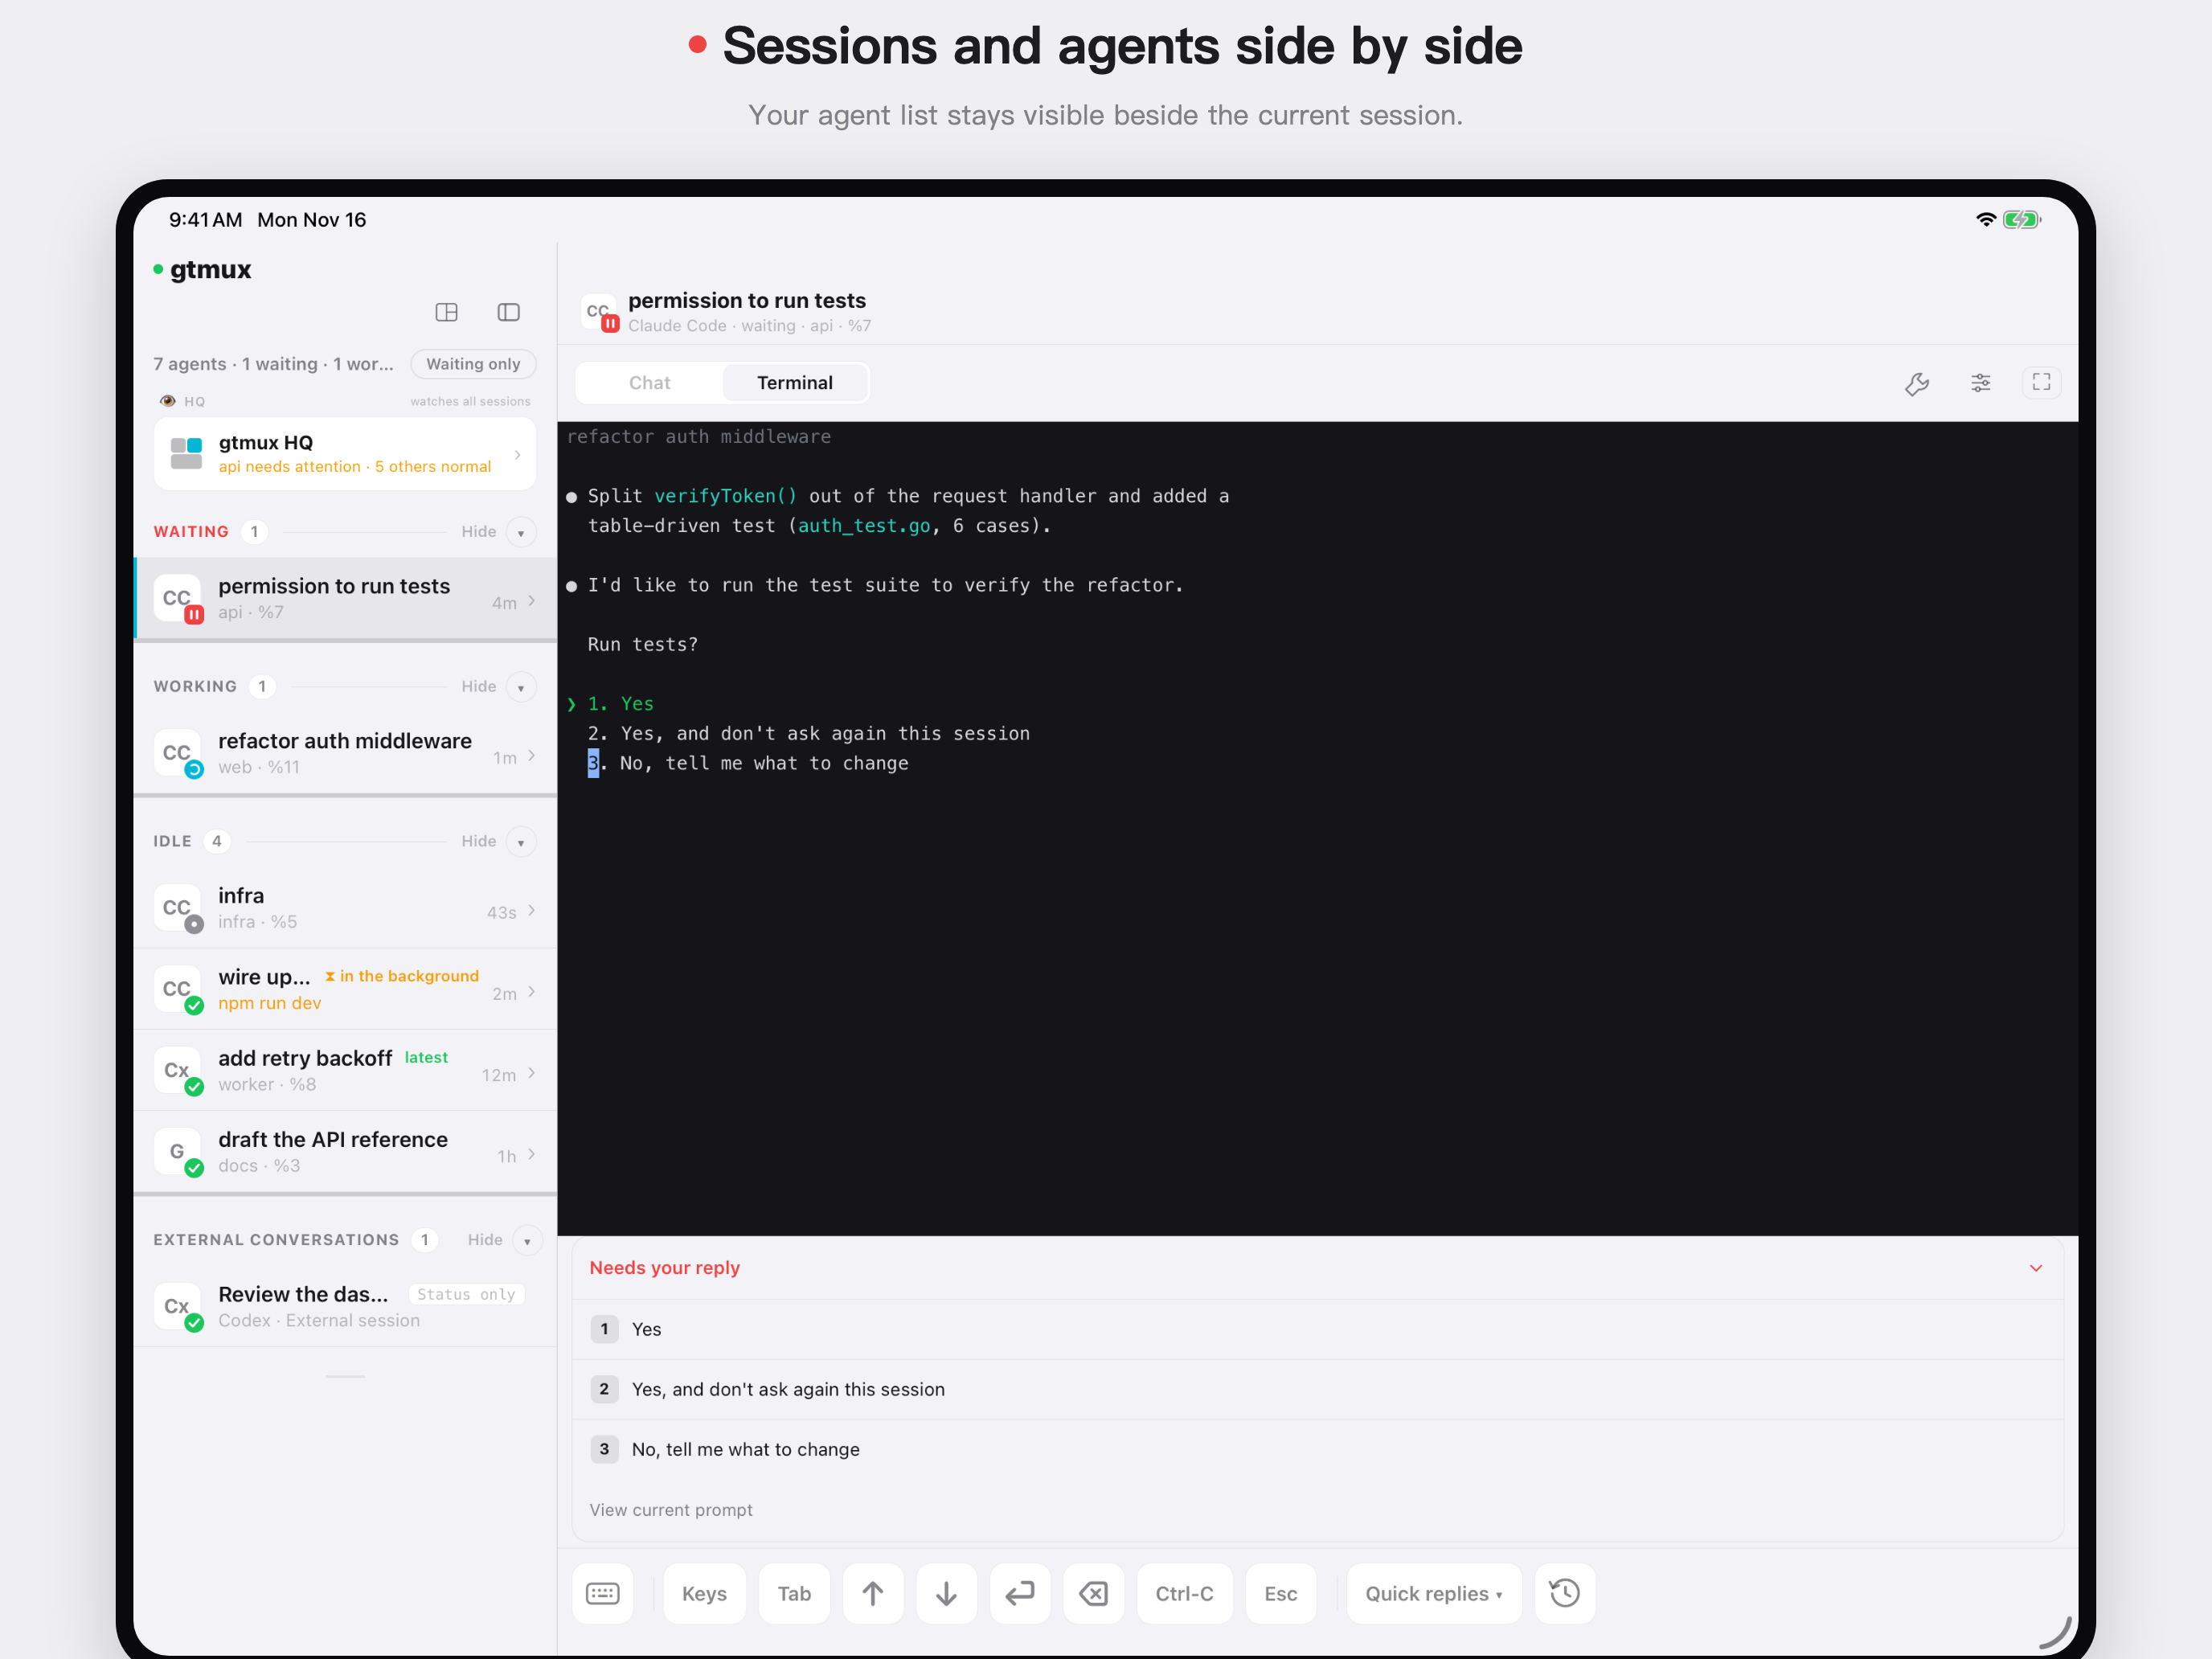 Sessions and agents side by side
Your agent list stays visible beside the current session.
9:41 AM Mon Nov 16
gtmux
7 agents · 1 waiting · 1 wor...
Waiting only
HQ
watches all sessions
gtmux HQ
api needs attention · 5 others normal
WAITING 1 Hide
CC
permission to run tests
api · %7
4m
WORKING 1 Hide
CC
refactor auth middleware
web · %11
1m
IDLE 4 Hide
CC
infra
infra · %5
43s
CC
wire up... in the background
npm run dev
2m
Cx
add retry backoff latest
worker · %8
12m
G
draft the API reference
docs · %3
1h
EXTERNAL CONVERSATIONS 1 Hide
Cx
Review the das... Status only
Codex · External session
CC
permission to run tests
Claude Code · waiting · api · %7
Chat Terminal
refactor auth middleware
● Split verifyToken() out of the request handler and added a
table-driven test (auth_test.go, 6 cases).
● I'd like to run the test suite to verify the refactor.
Run tests?
❯ 1. Yes
2. Yes, and don't ask again this session
3. No, tell me what to change
Needs your reply
1 Yes
2 Yes, and don't ask again this session
3 No, tell me what to change
View current prompt
Keys Tab Ctrl-C Esc Quick replies